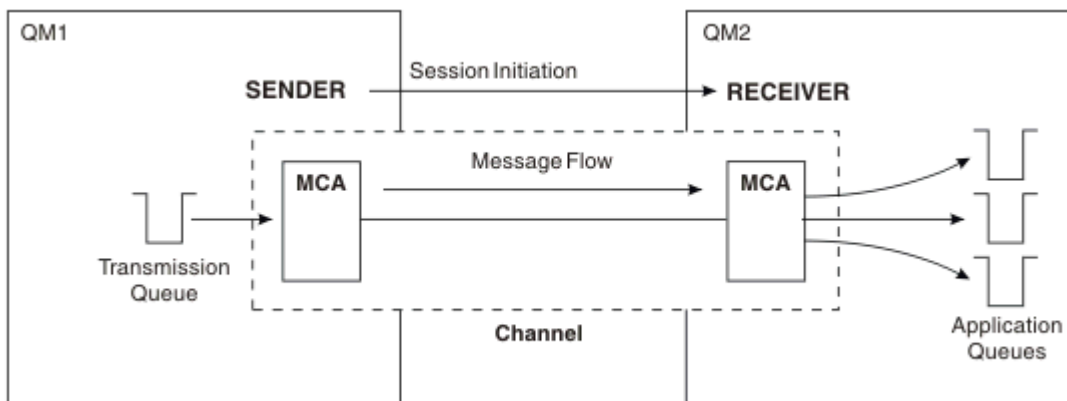 QM1
QM2
Session Initiation
SENDER
RECEIVER
Message Flow
MCA
MCA
Transmission
Queue
Channel
Application
Queues